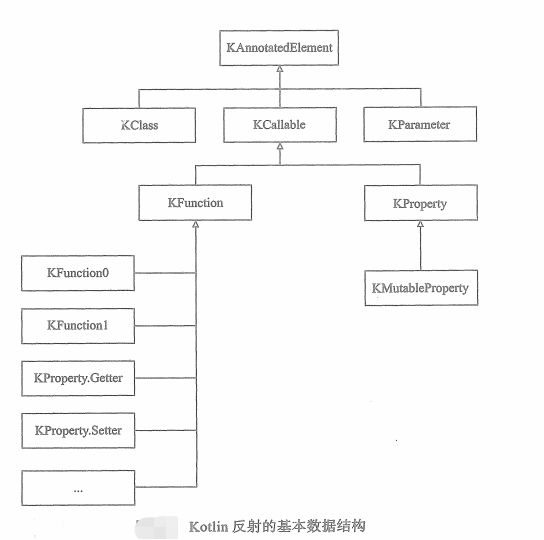 KAnnotatedElement
KClass
KCallable
KParameter
KFunction
KProperty
KFunction0
KMutableProperty
KFunction1
KProperty.Getter
KProperty.Setter
...
Kotlin 反射的基本数据结构